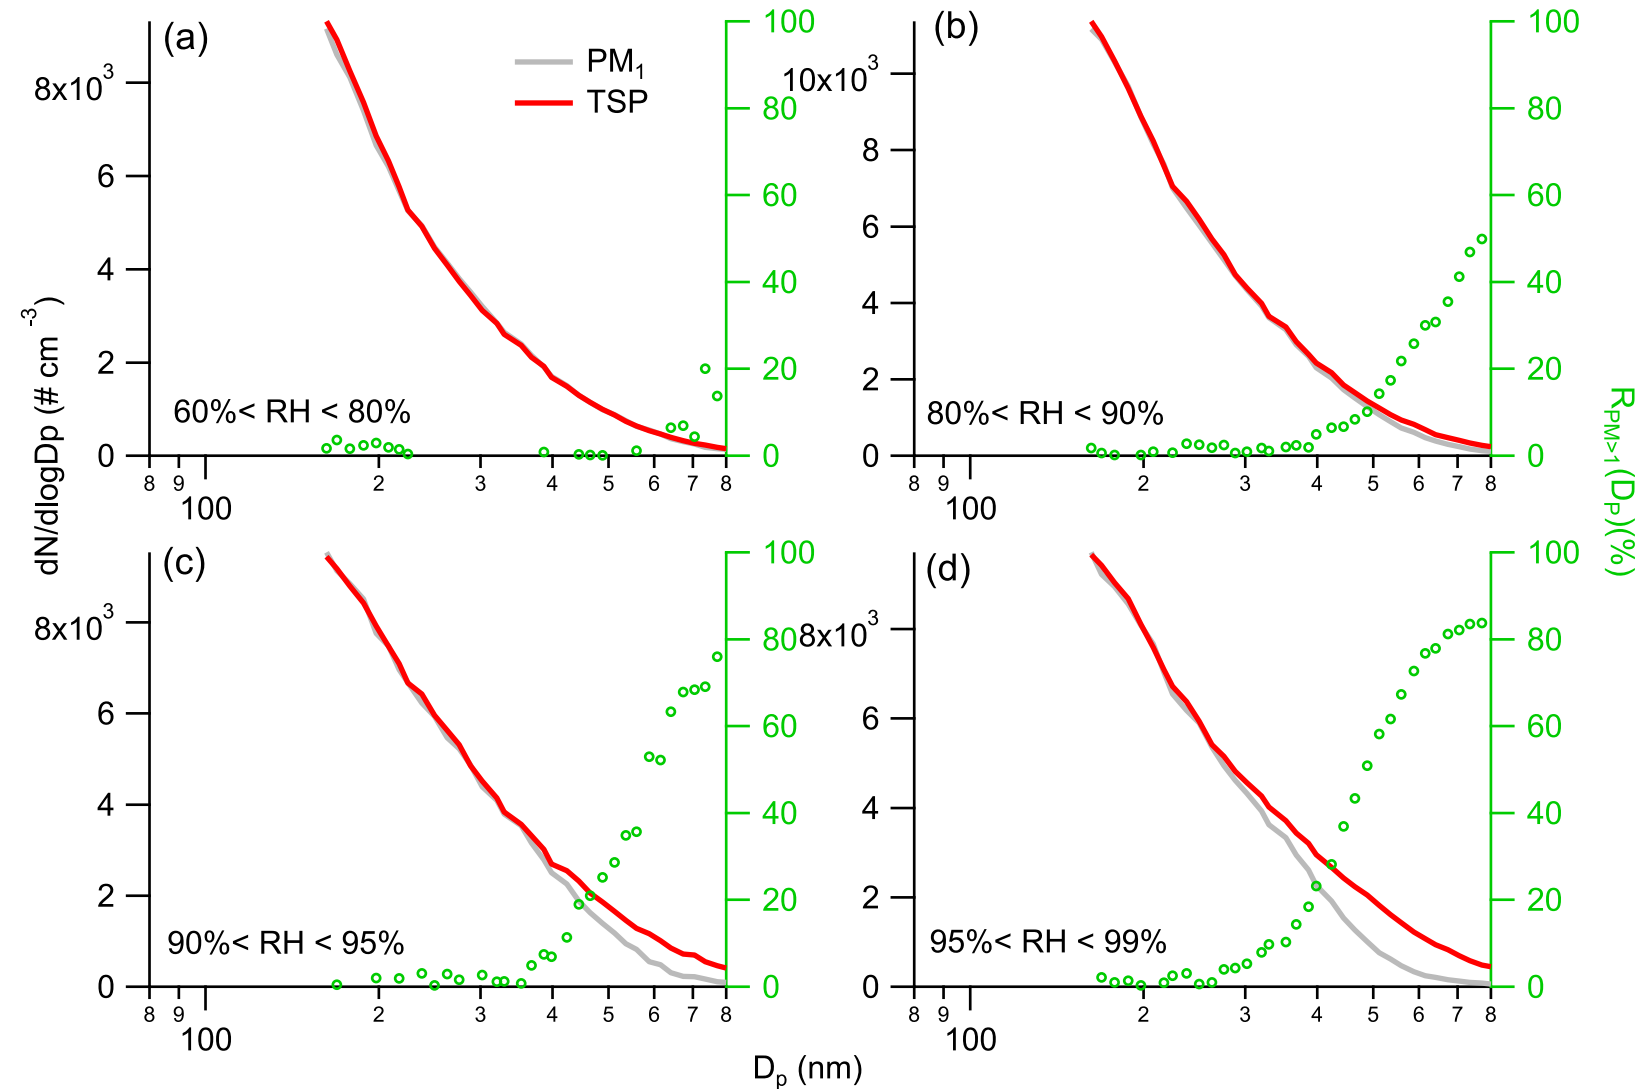 (a)
PM1
TSP
8x10³
6
4
2
0
100
80
60
40
20
0
60%< RH < 80%
8 9 2 3 4 5 6 7 8
100
(b)
10x10³
8
6
4
2
0
100
80
60
40
20
0
80%< RH < 90%
8 9 2 3 4 5 6 7 8
100
dN/dlogDp (# cm -3)
RPM>1(DP)(%)
(c)
8x10³
6
4
2
0
100
80
60
40
20
0
90%< RH < 95%
8 9 2 3 4 5 6 7 8
100
(d)
8x10³
6
4
2
0
100
80
60
40
20
0
95%< RH < 99%
8 9 2 3 4 5 6 7 8
100
Dp (nm)